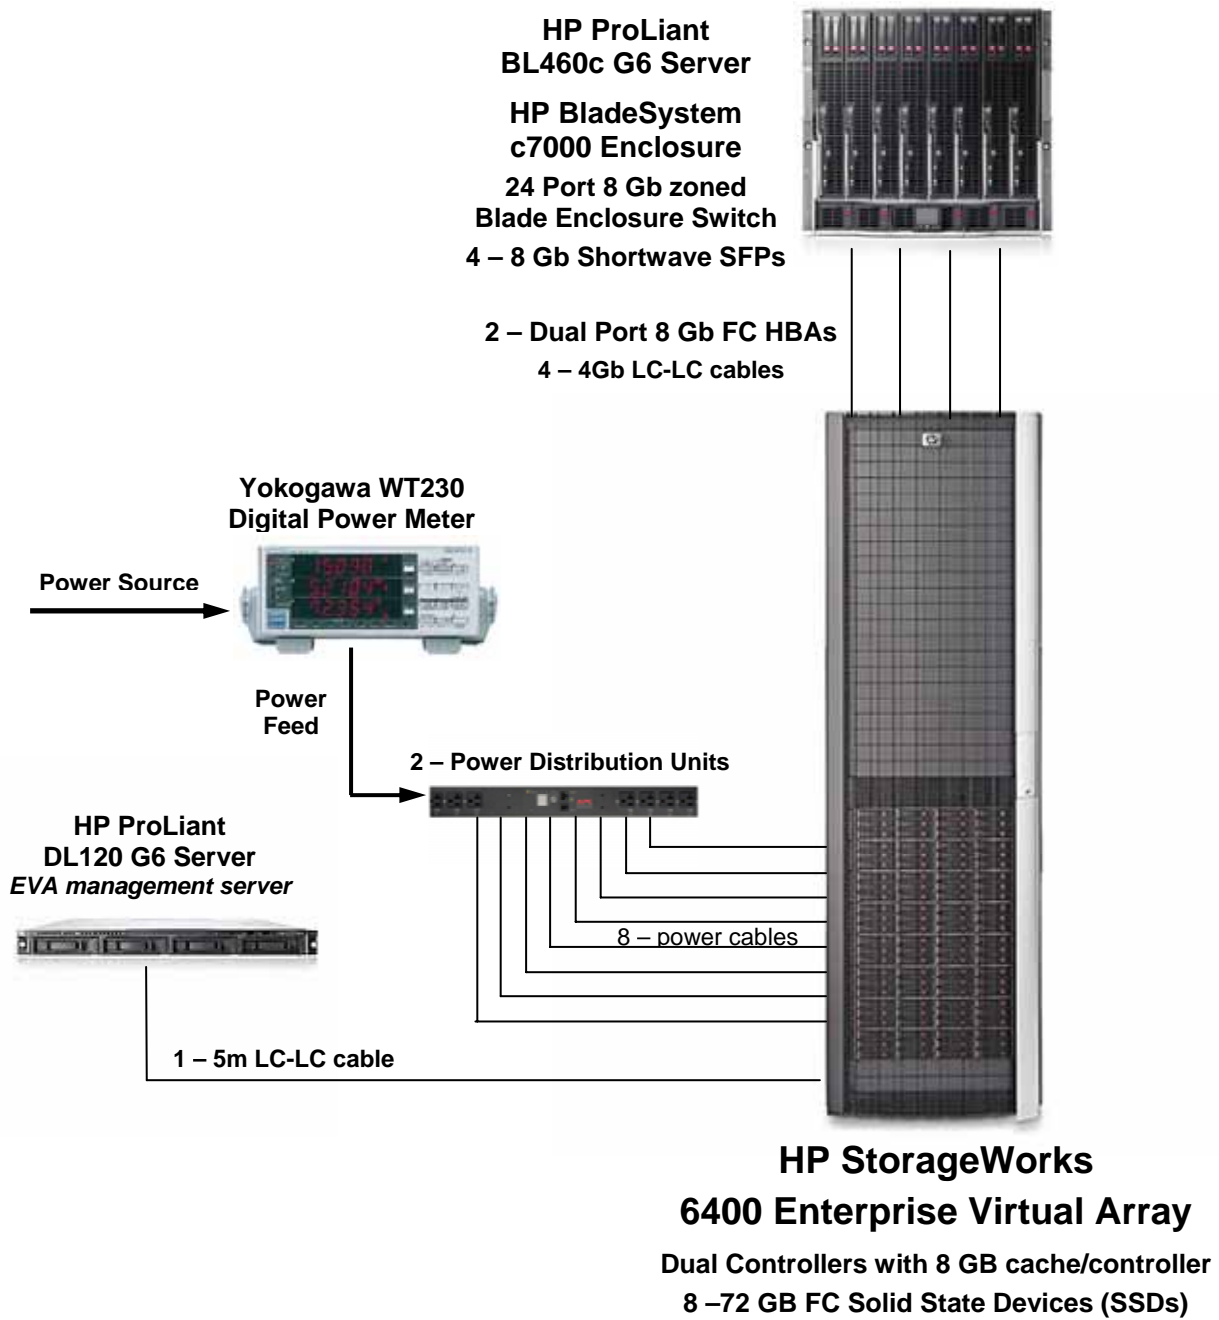 HP ProLiant
BL460c G6 Server
HP BladeSystem
c7000 Enclosure
24 Port 8 Gb zoned
Blade Enclosure Switch
4 – 8 Gb Shortwave SFPs
2 – Dual Port 8 Gb FC HBAs
4 – 4Gb LC-LC cables
Yokogawa WT230
Digital Power Meter
Power Source
Power
Feed
2 – Power Distribution Units
HP ProLiant
DL120 G6 Server
EVA management server
8 – power cables
1 – 5m LC-LC cable
HP StorageWorks
6400 Enterprise Virtual Array
Dual Controllers with 8 GB cache/controller
8 –72 GB FC Solid State Devices (SSDs)